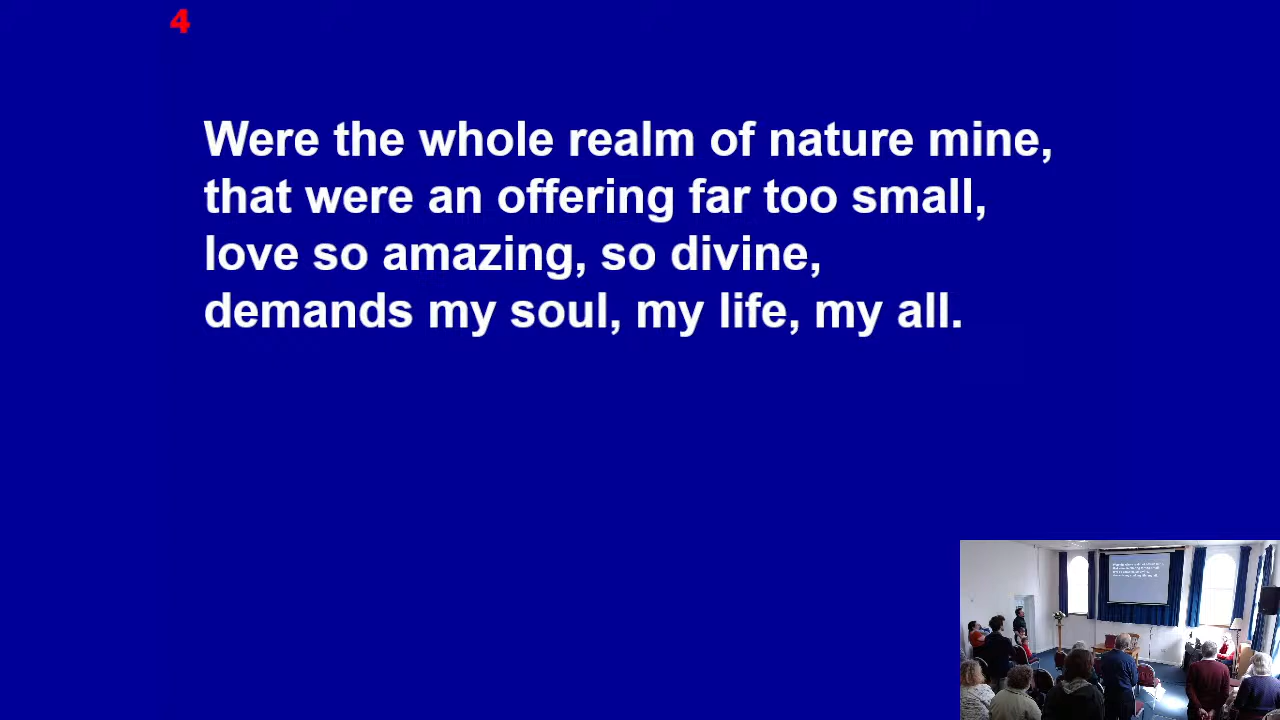 4
Were the whole realm of nature mine,
that were an offering far too small,
love so amazing, so divine,
demands my soul, my life, my all.